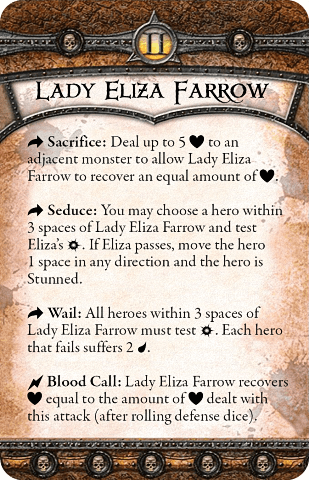 II
LADY ELIZA FARROW
Sacrifice: Deal up to 5 ♥ to an
adjacent monster to allow Lady Eliza
Farrow to recover an equal amount of ♥.
Seduce: You may choose a hero within
3 spaces of Lady Eliza Farrow and test
Eliza's . If Eliza passes, move the hero
1 space in any direction and the hero is
Stunned.
Wail: All heroes within 3 spaces of
Lady Eliza Farrow must test . Each hero
that fails suffers 2 .
Blood Call: Lady Eliza Farrow recovers
♥ equal to the amount of ♥ dealt with
this attack (after rolling defense dice).